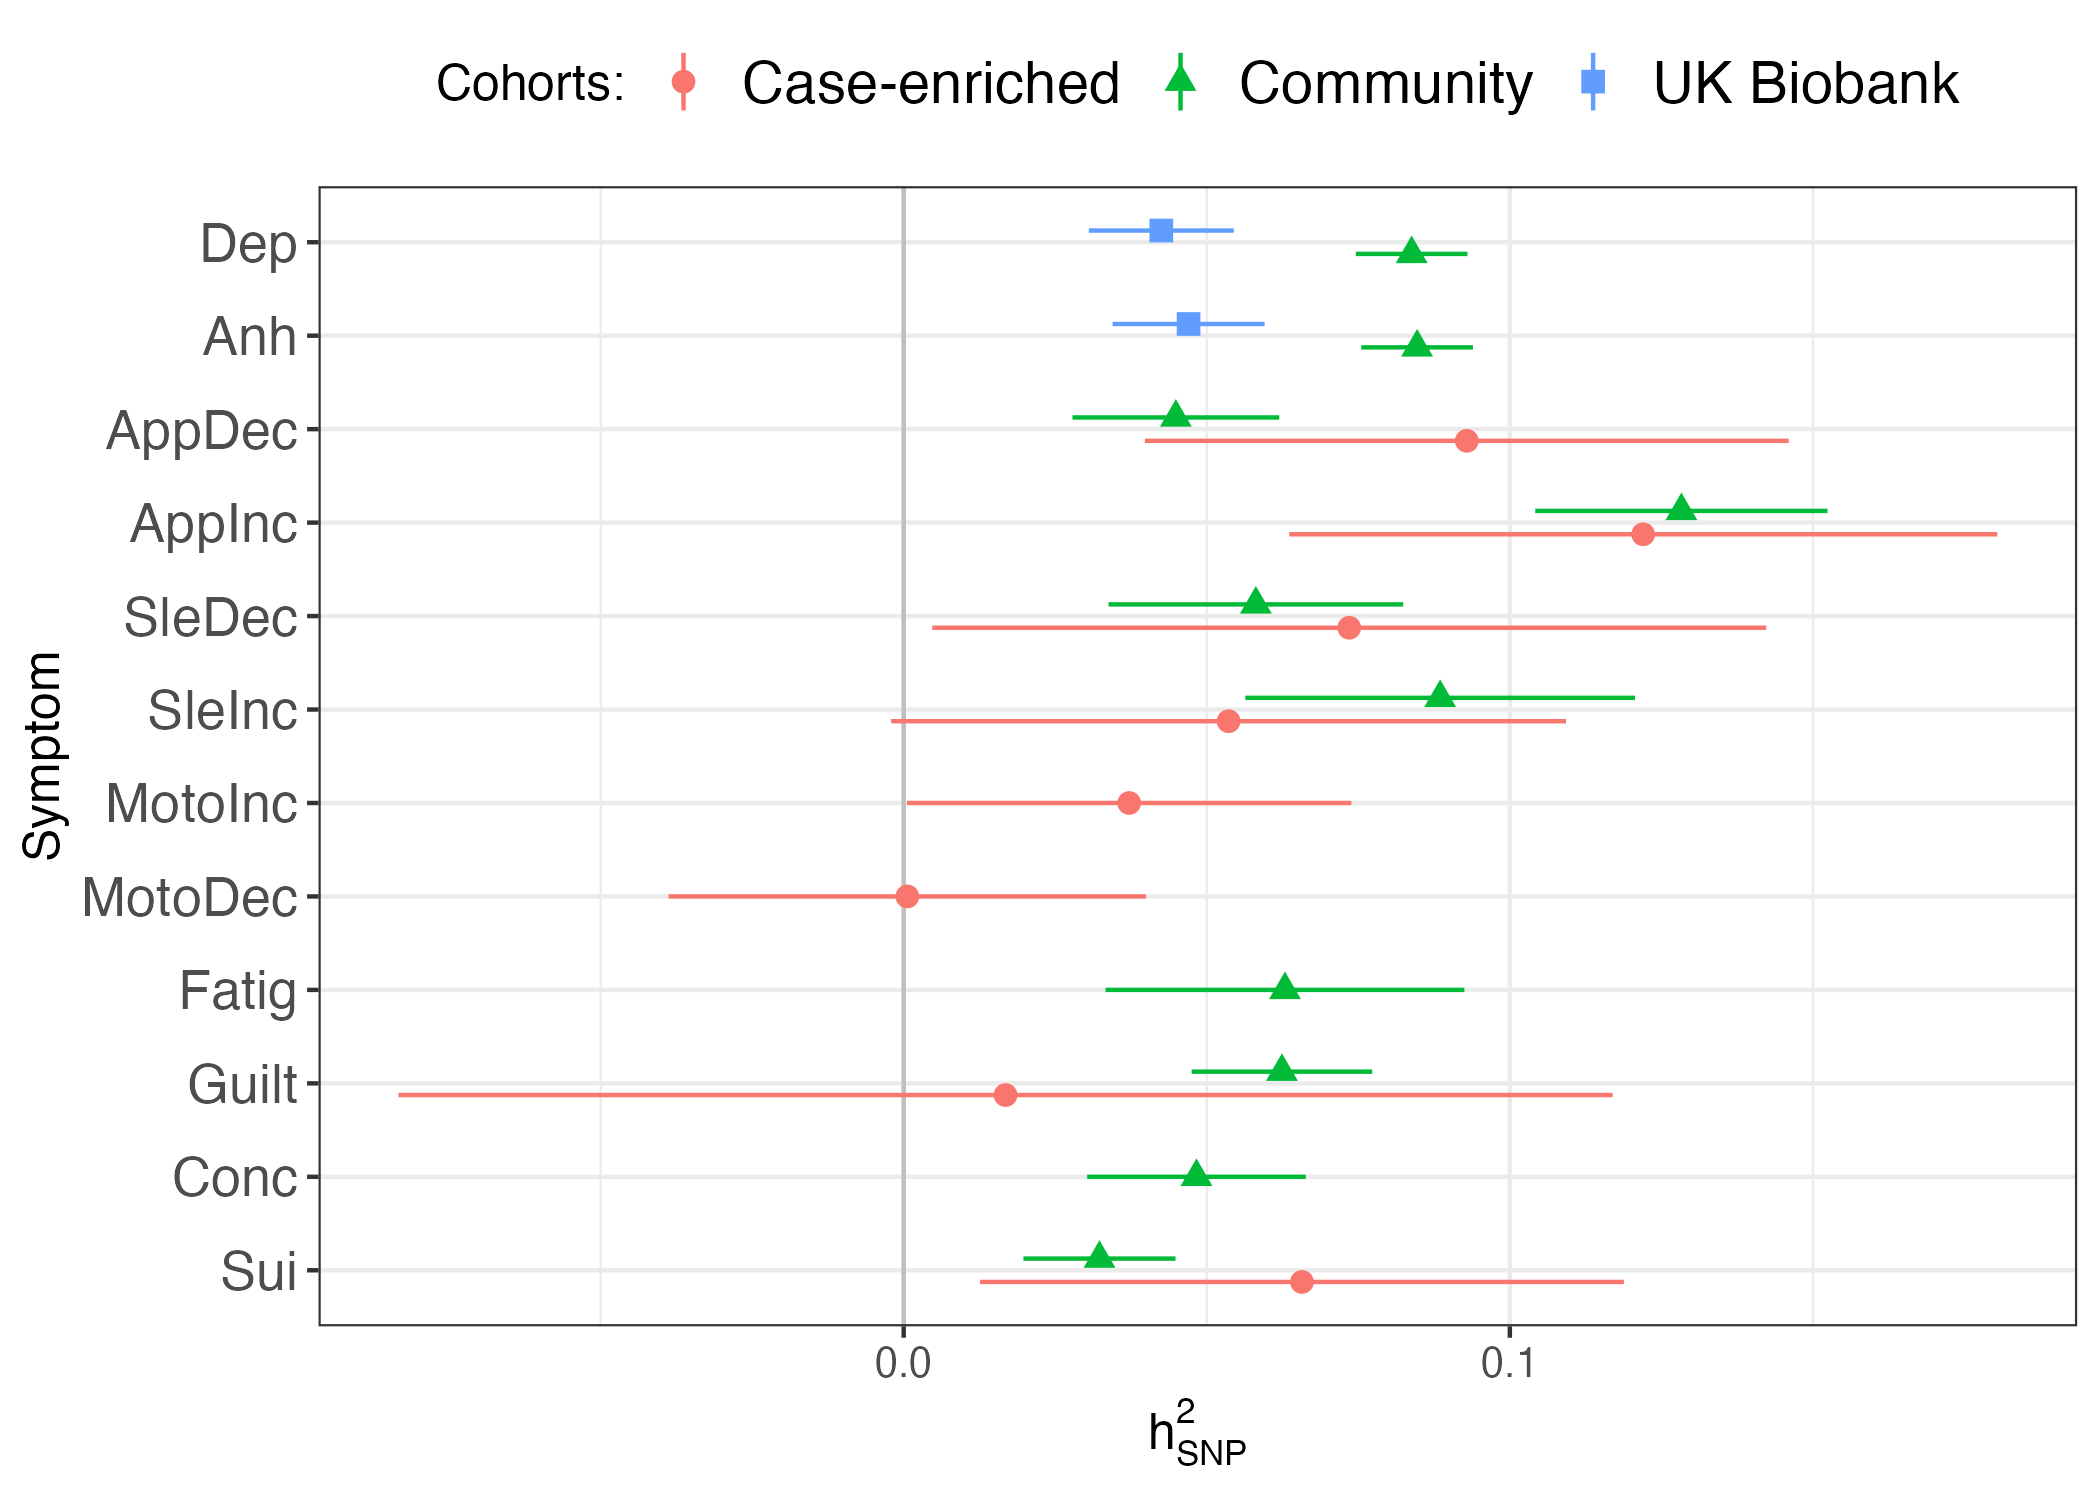 Cohorts: Case-enriched Community UK Biobank
Dep
Anh
AppDec
AppInc
SleDec
SleInc
MotoInc
MotoDec
Fatig
Guilt
Conc
Sui
Symptom
0.0 0.1
h²SNP